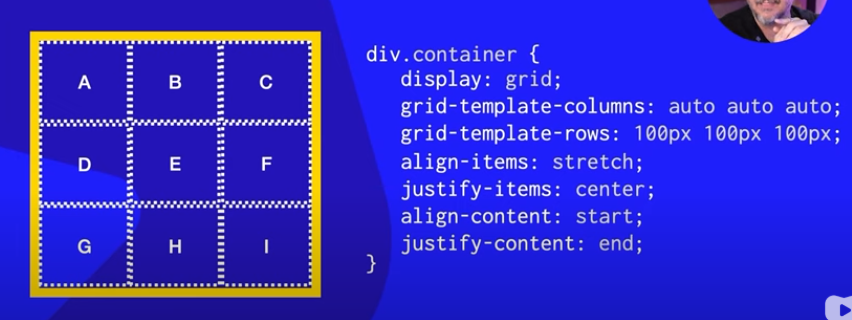 A B C
D E F
G H I
div.container {
display: grid;
grid-template-columns: auto auto auto;
grid-template-rows: 100px 100px 100px;
align-items: stretch;
justify-items: center;
align-content: start;
justify-content: end;
}